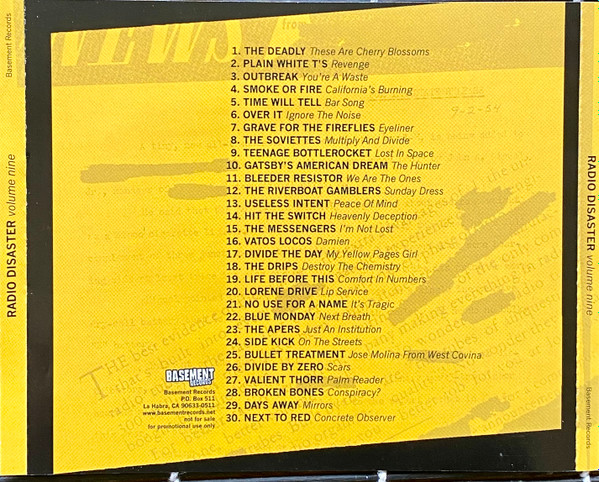 Basement Records
RADIO DISASTER volume nine
NEWS
fro
9-2-54
1. THE DEADLY These Are Cherry Blossoms
2. PLAIN WHITE T'S Revenge
3. OUTBREAK You're A Waste
4. SMOKE OR FIRE California's Burning
5. TIME WILL TELL Bar Song
6. OVER IT Ignore The Noise
7. GRAVE FOR THE FIREFLIES Eyeliner
8. THE SOVIETTES Multiply And Divide
9. TEENAGE BOTTLEROCKET Lost In Space
10. GATSBY'S AMERICAN DREAM The Hunter
11. BLEEDER RESISTOR We Are The Ones
12. THE RIVERBOAT GAMBLERS Sunday Dress
13. USELESS INTENT Peace Of Mind
14. HIT THE SWITCH Heavenly Deception
15. THE MESSENGERS I'm Not Lost
16. VATOS LOCOS Damien
17. DIVIDE THE DAY My Yellow Pages Girl
18. THE DRIPS Destroy The Chemistry
19. LIFE BEFORE THIS Comfort In Numbers
20. LORENE DRIVE Lip Service
21. NO USE FOR A NAME It's Tragic
22. BLUE MONDAY Next Breath
23. THE APERS Just An Institution
24. SIDE KICK On The Streets
25. BULLET TREATMENT Jose Molina From West Covina
26. DIVIDE BY ZERO Scars
27. VALIENT THORR Palm Reader
28. BROKEN BONES Conspiracy?
29. DAYS AWAY Mirrors
30. NEXT TO RED Concrete Observer
THE best evidence
BASEMENT
RECORDS
Basement Records
P.O. Box 511
La Habra, CA 90633-0511
www.basementrecords.net
not for sale
for promotional use only
RADIO DISASTER volume nine
Basement Records